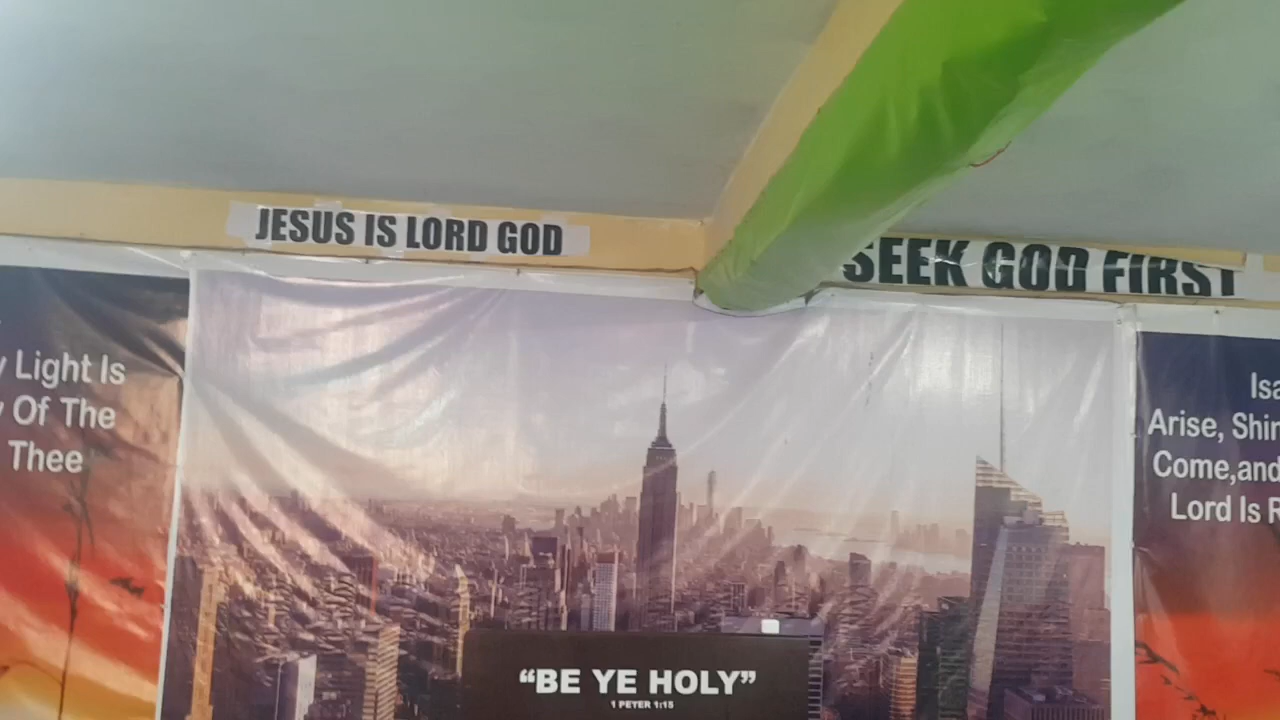 JESUS IS LORD GOD
SEEK GOD FIRST
Light Is
Of The
Thee
Arise,
Come,and
Lord Is
“BE YE HOLY”
1 PETER 1:15